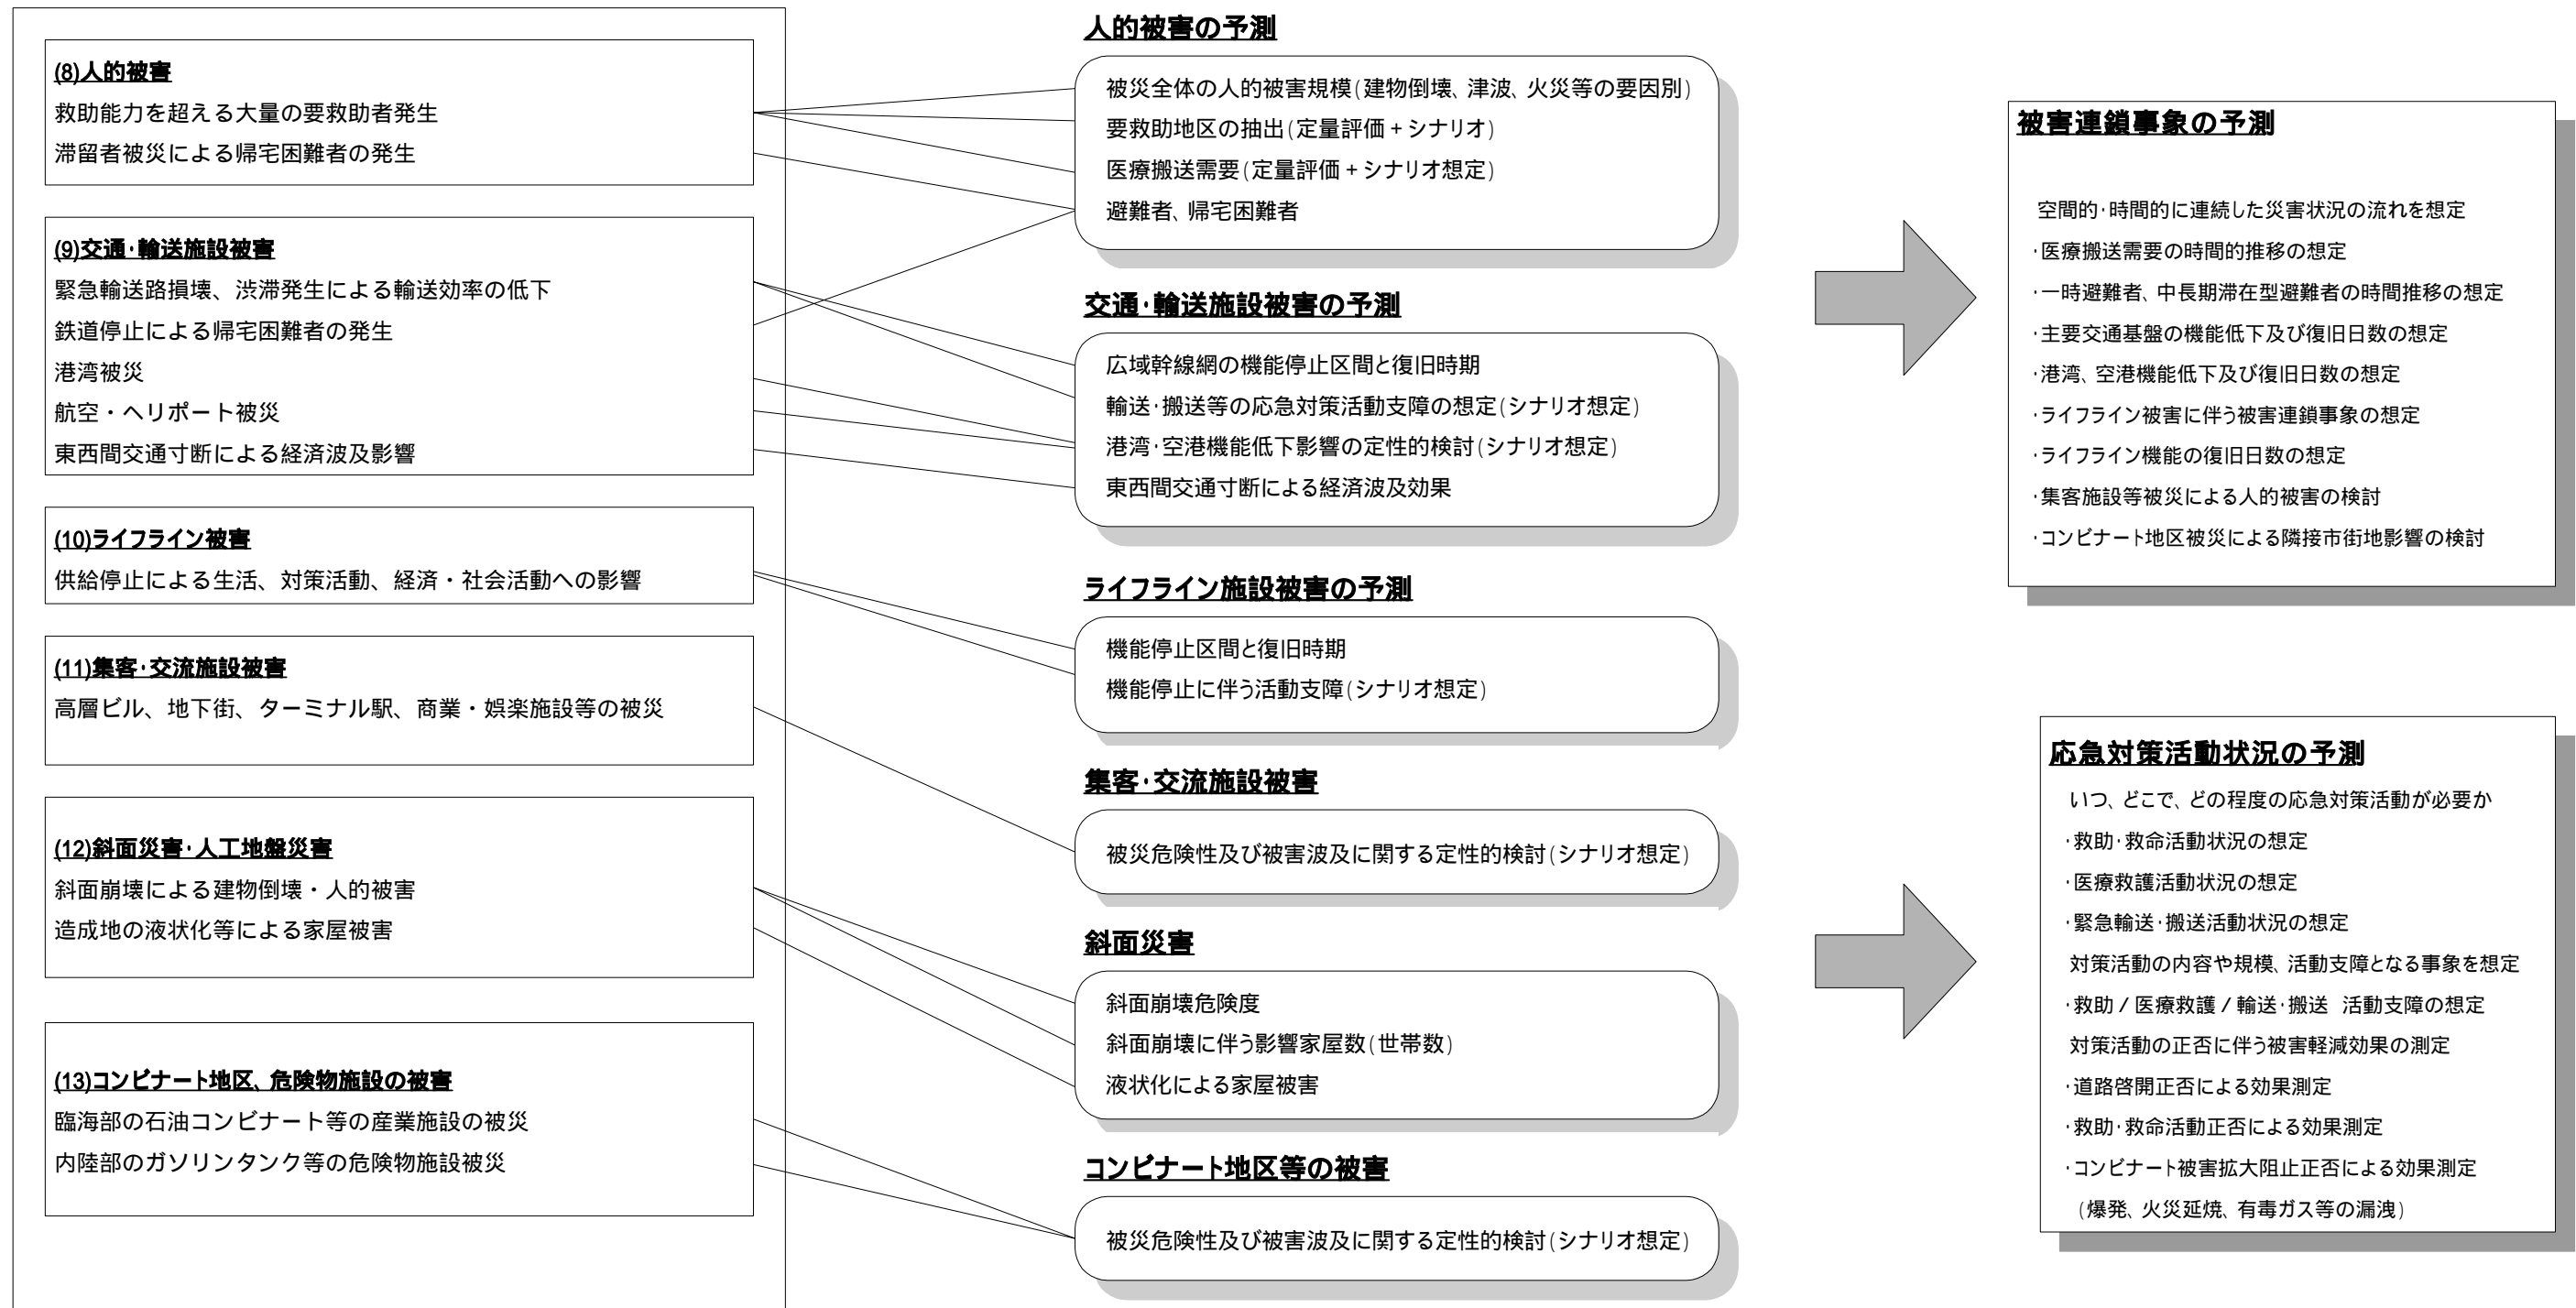 (8)人的被害
救助能力を超える大量の要救助者発生
滞留者被災による帰宅困難者の発生
(9)交通･輸送施設被害
緊急輸送路損壊、渋滞発生による輸送効率の低下
鉄道停止による帰宅困難者の発生
港湾被災
航空・ヘリポート被災
東西間交通寸断による経済波及影響
(10)ライフライン被害
供給停止による生活、対策活動、経済・社会活動への影響
(11)集客･交流施設被害
高層ビル、地下街、ターミナル駅、商業・娯楽施設等の被災
(12)斜面災害･人工地盤災害
斜面崩壊による建物倒壊・人的被害
造成地の液状化等による家屋被害
(13)コンビナート地区、危険物施設の被害
臨海部の石油コンビナート等の産業施設の被災
内陸部のガソリンタンク等の危険物施設被災
人的被害の予測
被災全体の人的被害規模(建物倒壊、津波、火災等の要因別)
要救助地区の抽出(定量評価+シナリオ)
医療搬送需要(定量評価+シナリオ想定)
避難者、帰宅困難者
交通･輸送施設被害の予測
広域幹線網の機能停止区間と復旧時期
輸送･搬送等の応急対策活動支障の想定(シナリオ想定)
港湾･空港機能低下影響の定性的検討(シナリオ想定)
東西間交通寸断による経済波及効果
ライフライン施設被害の予測
機能停止区間と復旧時期
機能停止に伴う活動支障(シナリオ想定)
集客･交流施設被害
被災危険性及び被害波及に関する定性的検討(シナリオ想定)
斜面災害
斜面崩壊危険度
斜面崩壊に伴う影響家屋数(世帯数)
液状化による家屋被害
コンビナート地区等の被害
被災危険性及び被害波及に関する定性的検討(シナリオ想定)
被害連鎖事象の予測
空間的･時間的に連続した災害状況の流れを想定
･医療搬送需要の時間的推移の想定
･一時避難者、中長期滞在型避難者の時間推移の想定
･主要交通基盤の機能低下及び復旧日数の想定
･港湾、空港機能低下及び復旧日数の想定
･ライフライン被害に伴う被害連鎖事象の想定
･ライフライン機能の復旧日数の想定
･集客施設等被災による人的被害の検討
･コンビナート地区被災による隣接市街地影響の検討
応急対策活動状況の予測
いつ、どこで、どの程度の応急対策活動が必要か
･救助･救命活動状況の想定
･医療救護活動状況の想定
･緊急輸送･搬送活動状況の想定
対策活動の内容や規模、活動支障となる事象を想定
･救助/医療救護/輸送･搬送 活動支障の想定
対策活動の正否に伴う被害軽減効果の測定
･道路啓開正否による効果測定
･救助･救命活動正否による効果測定
･コンビナート被害拡大阻止正否による効果測定
(爆発、火災延焼、有毒ガス等の漏洩)